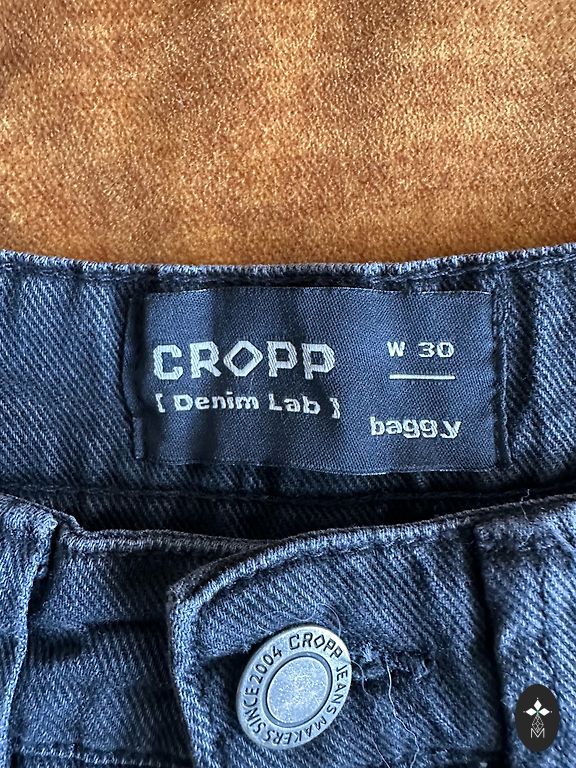 CROPP
[ Denim Lab ]
W 30
baggy
CROPP JEANS MAKERS SINCE 2004
M